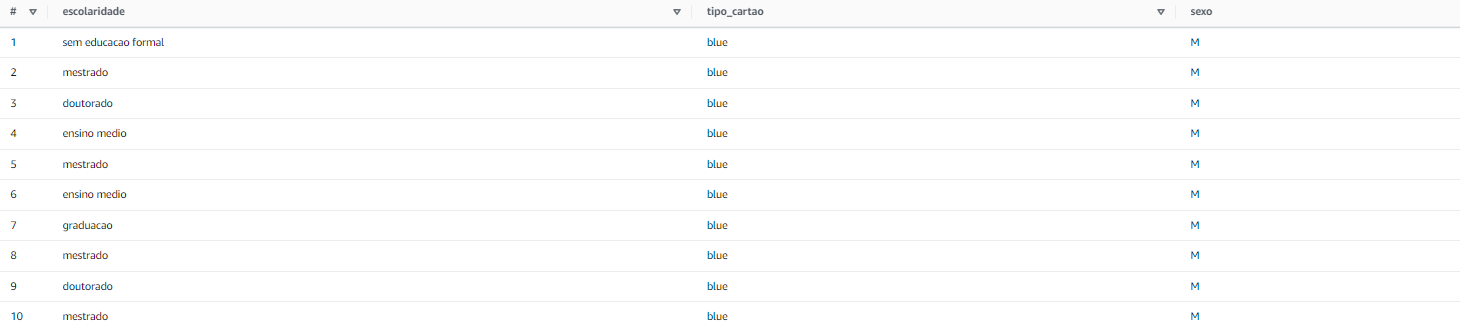 # escolaridade tipo_cartao sexo
1 sem educacao formal blue M
2 mestrado blue M
3 doutorado blue M
4 ensino medio blue M
5 mestrado blue M
6 ensino medio blue M
7 graduacao blue M
8 mestrado blue M
9 doutorado blue M
10 mestrado blue M